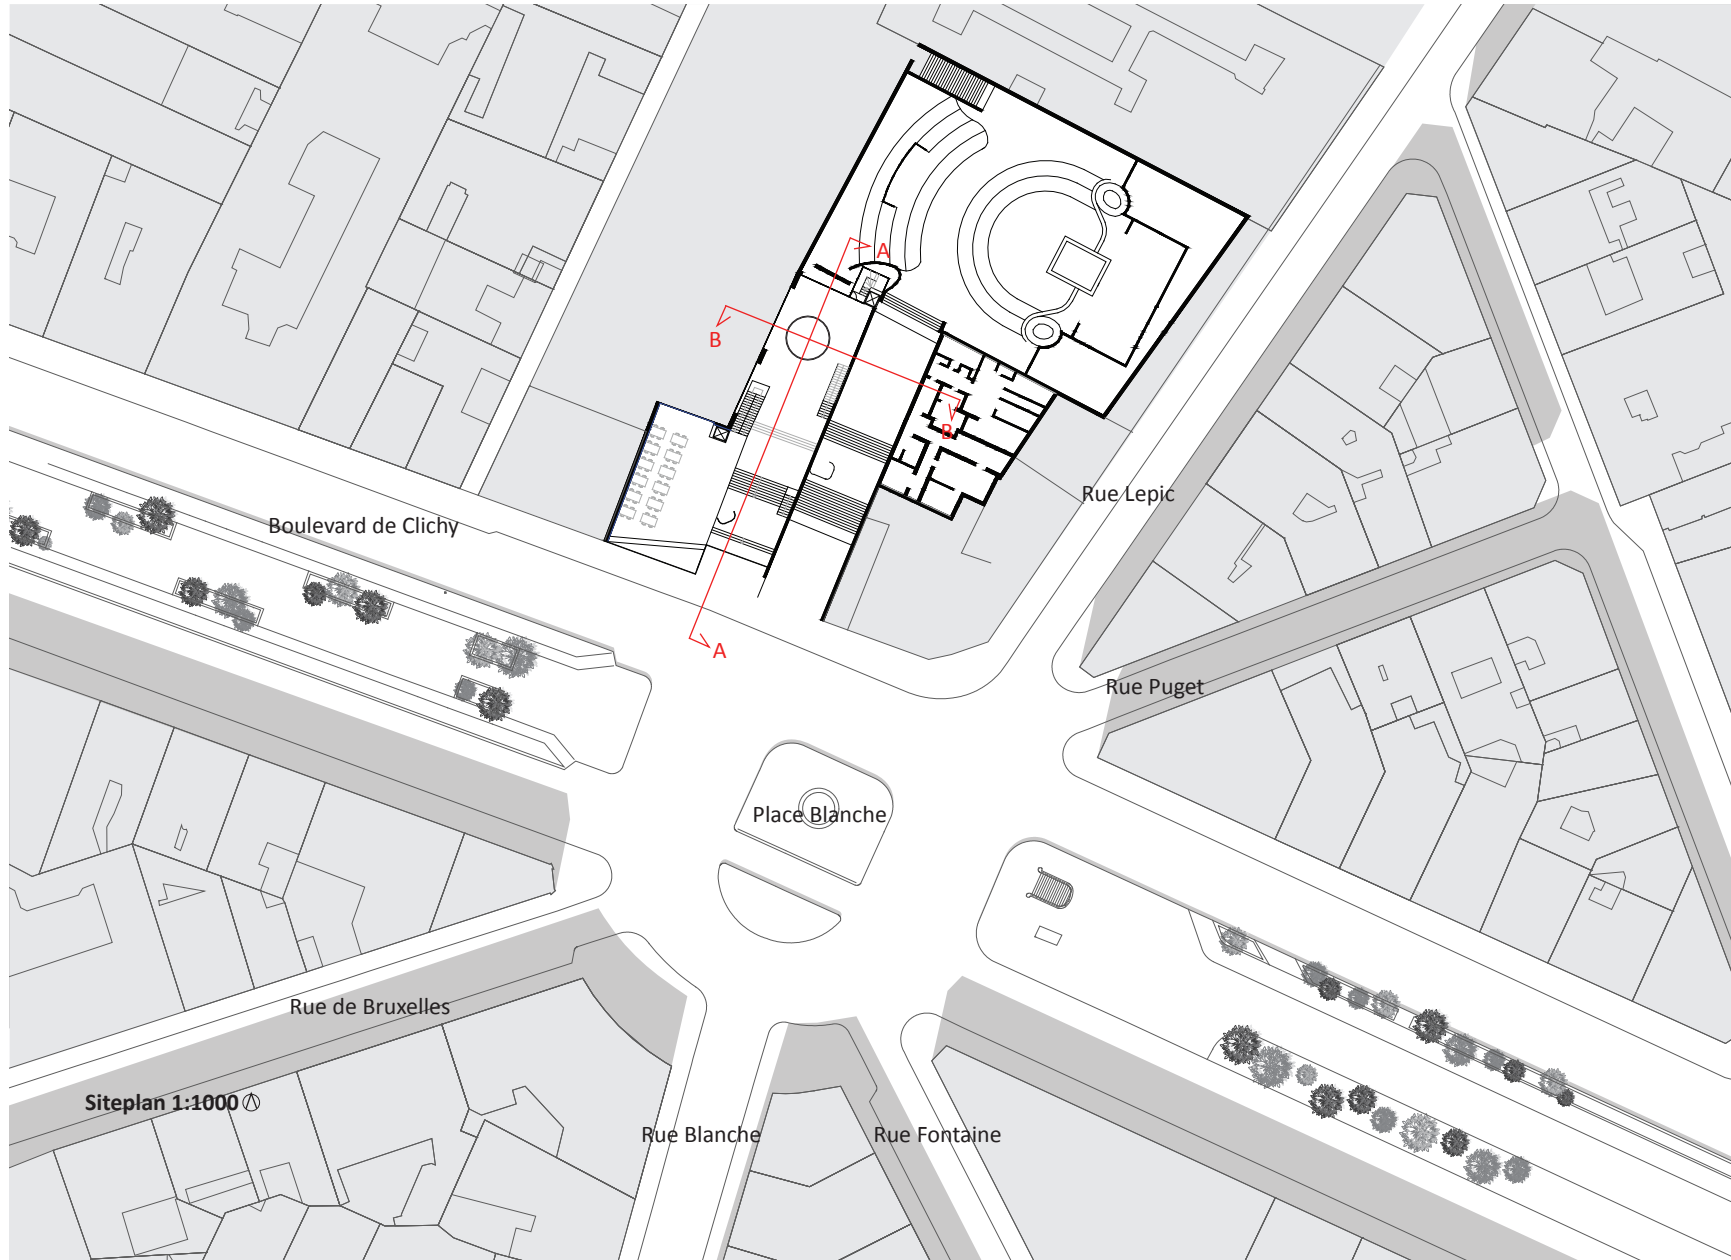 A
B
B
Rue Lepic
Boulevard de Clichy
A
Rue Puget
Place Blanche
Rue de Bruxelles
Siteplan 1:1000
Rue Blanche
Rue Fontaine